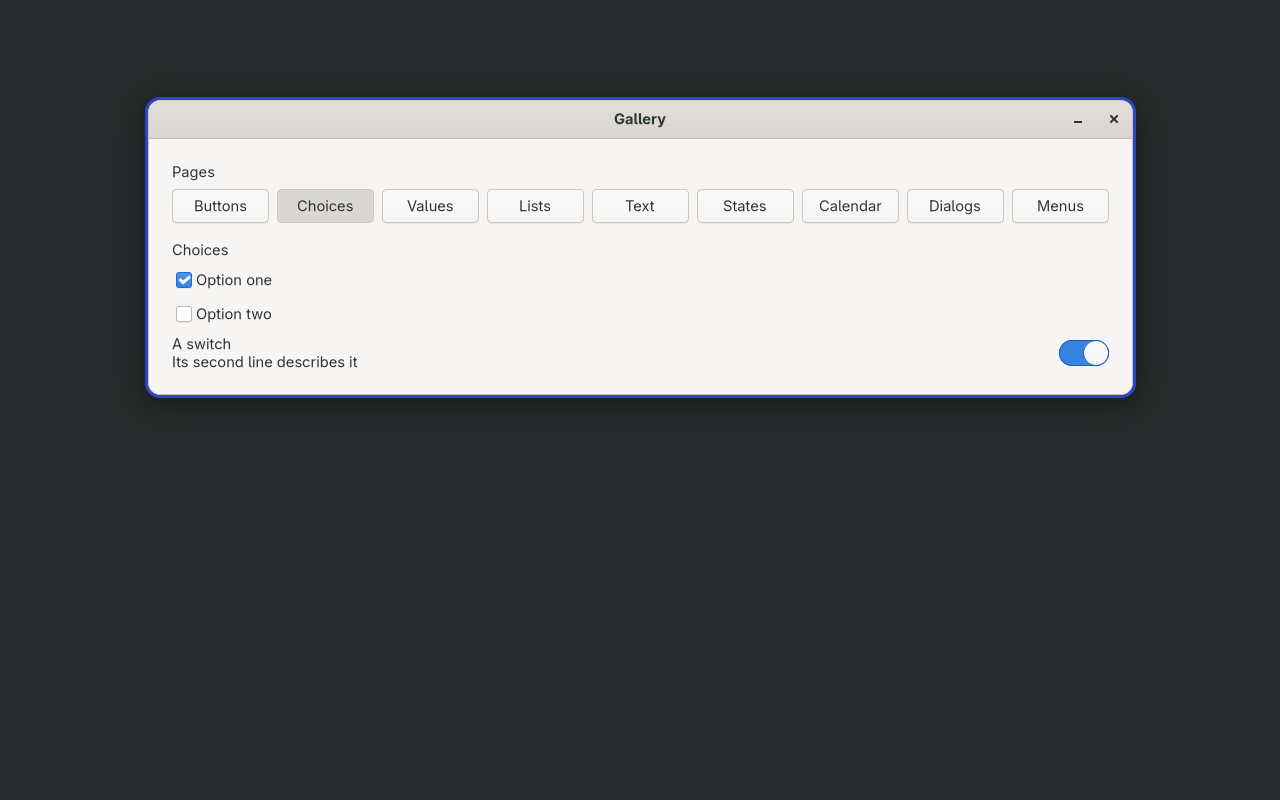 Gallery
Pages
Buttons Choices Values Lists Text States Calendar Dialogs Menus
Choices
Option one
Option two
A switch
Its second line describes it